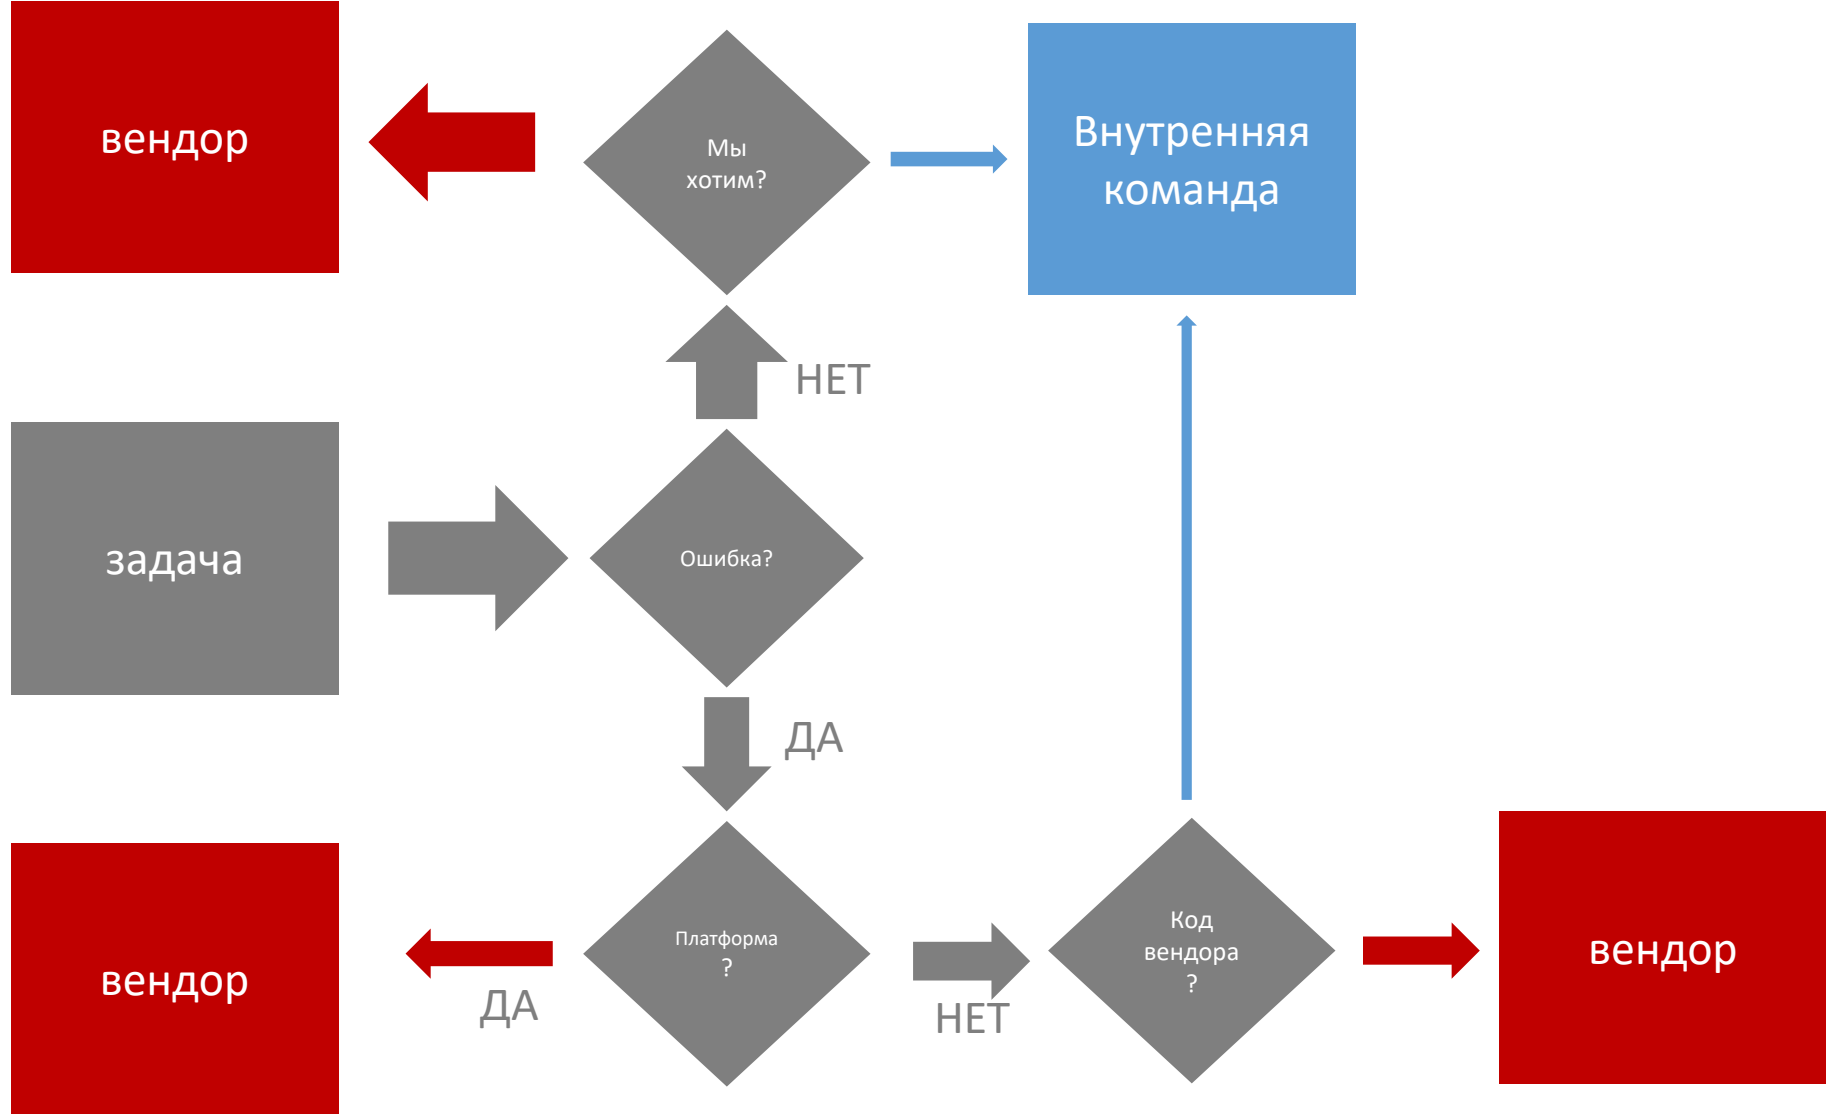 вендор
Мы
хотим?
Внутренняя
команда
НЕТ
задача
Ошибка?
ДА
вендор
ДА
Платформа
?
НЕТ
Код
вендора
?
вендор